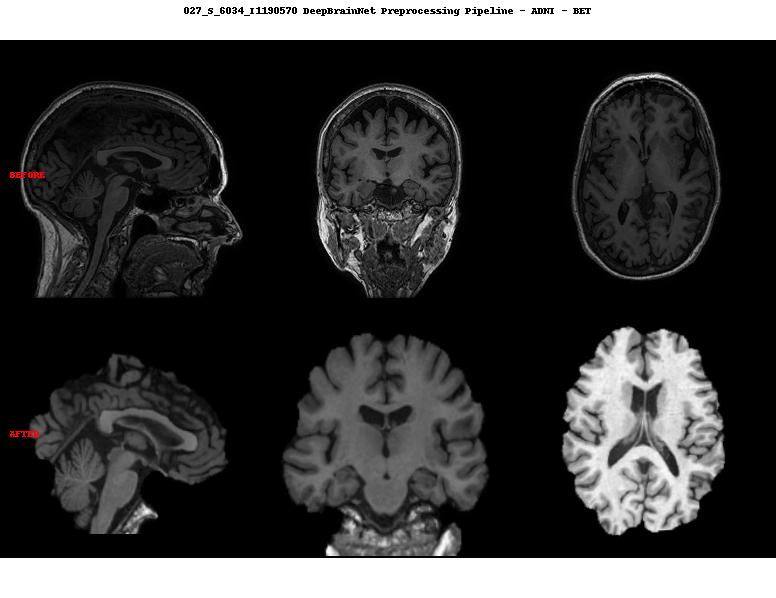 027_S_6034_I1190570 DeepBrainNet Preprocessing Pipeline - ADNI - BET
BEFORE
AFTER